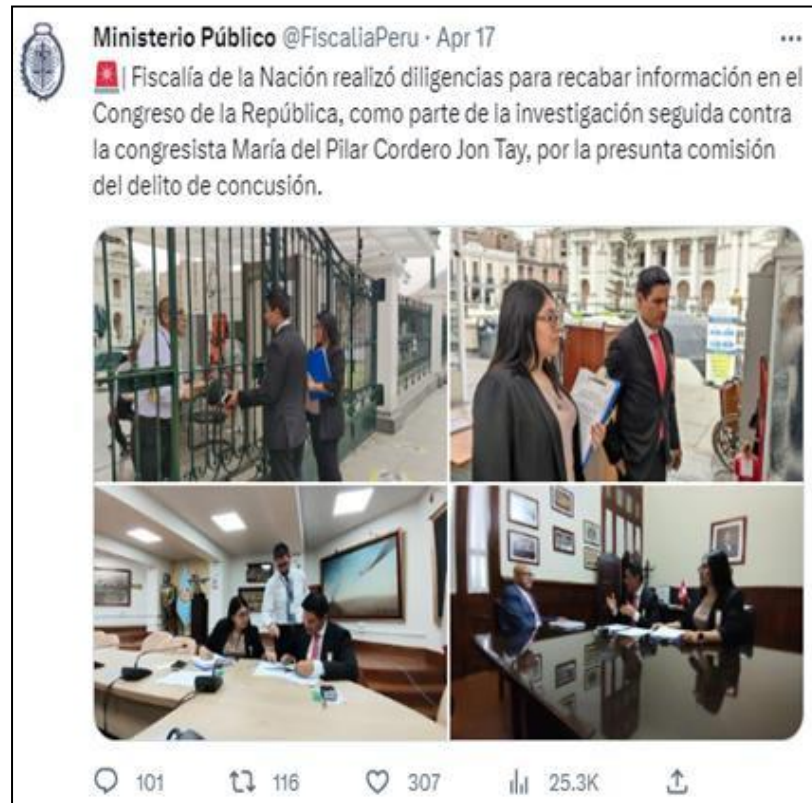 Ministerio Público @FiscaliaPeru · Apr 17
🚨| Fiscalía de la Nación realizó diligencias para recabar información en el
Congreso de la República, como parte de la investigación seguida contra
la congresista María del Pilar Cordero Jon Tay, por la presunta comisión
del delito de concusión.
101 116 307 25.3K